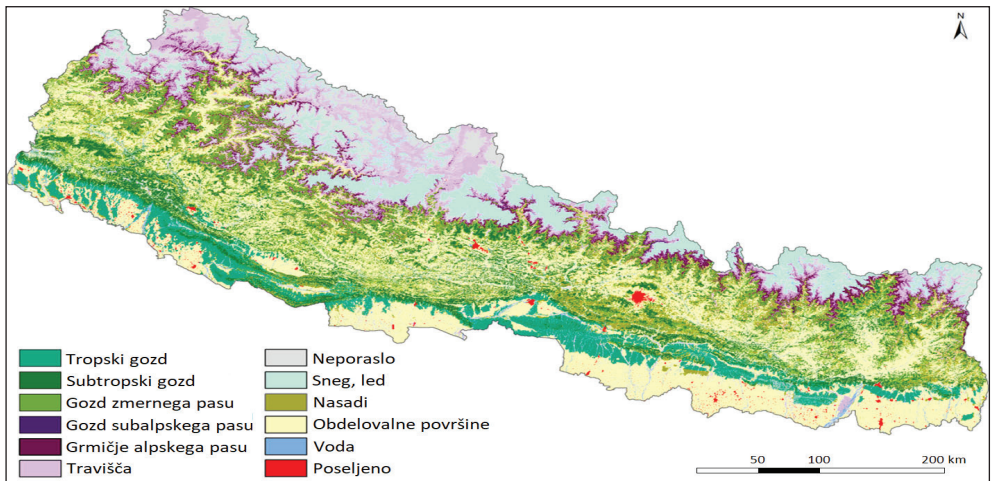 N
Tropski gozd
Subtropski gozd
Gozd zmernega pasu
Gozd subalpskega pasu
Grmičje alpskega pasu
Travišča
Neporaslo
Sneg, led
Nasadi
Obdelovalne površine
Voda
Poseljeno
50 100 200 km